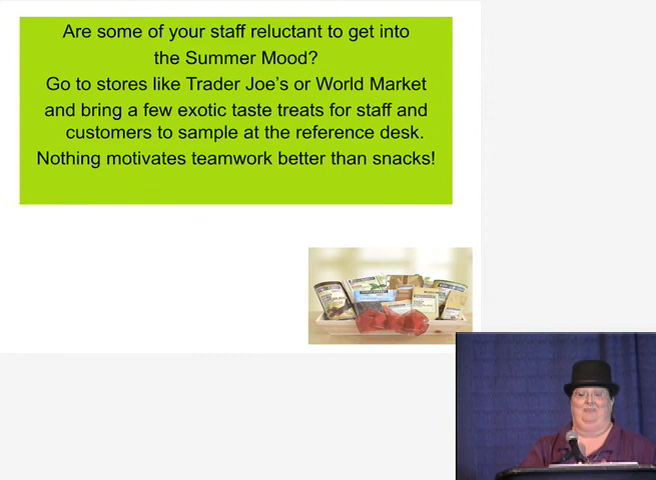 Are some of your staff reluctant to get into
the Summer Mood?
Go to stores like Trader Joe's or World Market
and bring a few exotic taste treats for staff and
customers to sample at the reference desk.
Nothing motivates teamwork better than snacks!